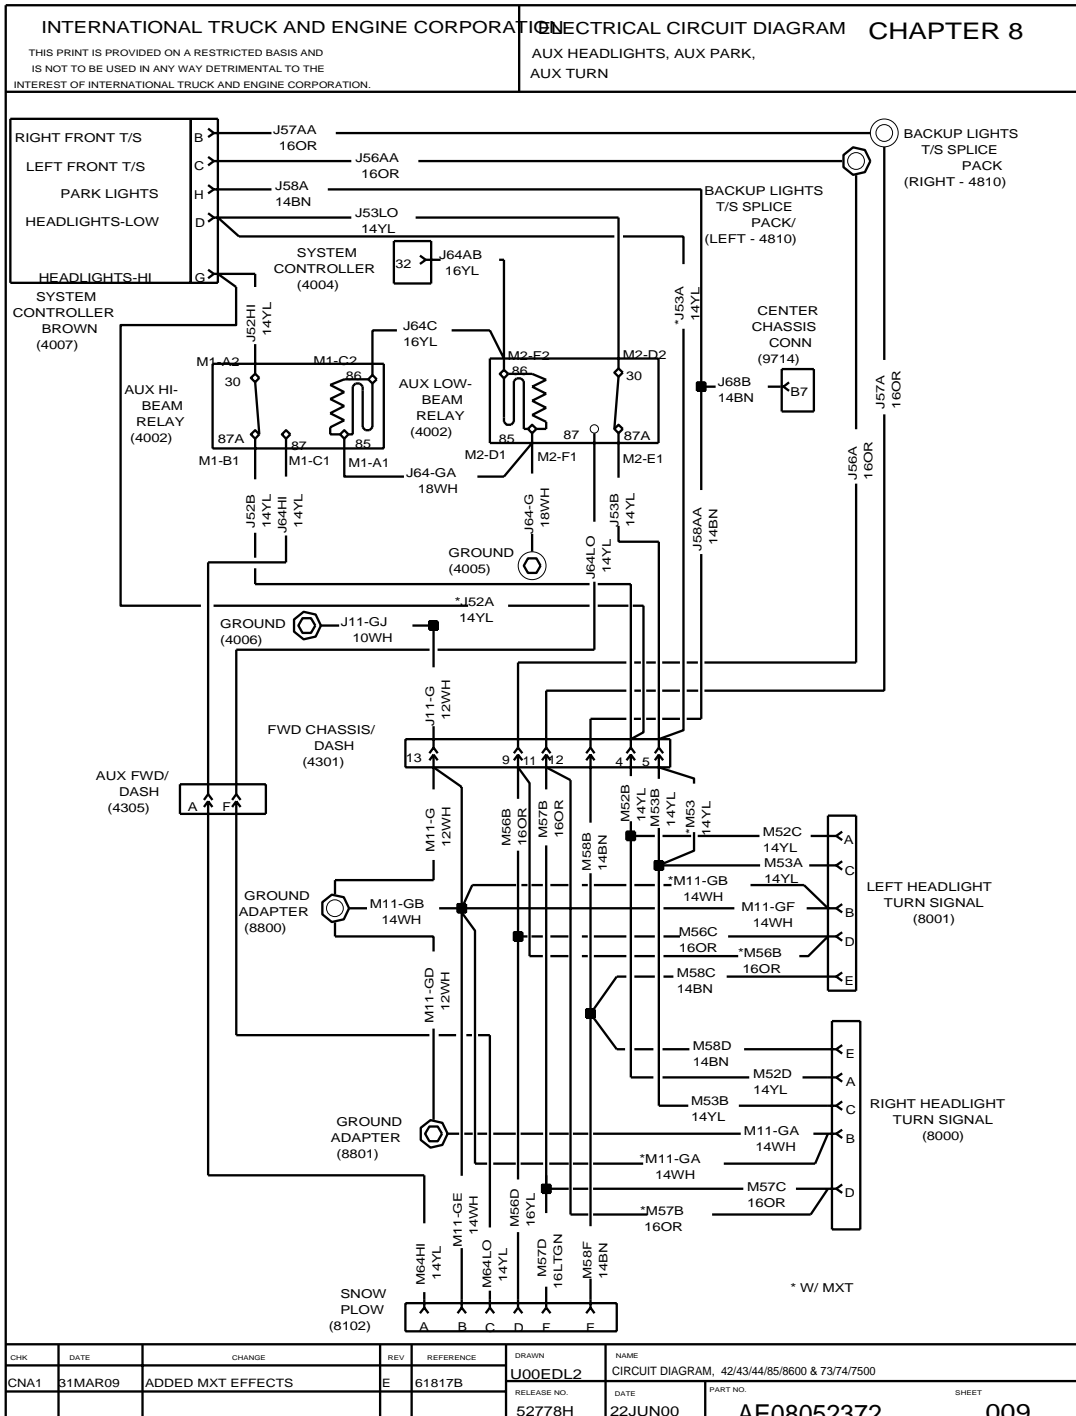 INTERNATIONAL TRUCK AND ENGINE CORPORATION
THIS PRINT IS PROVIDED ON A RESTRICTED BASIS AND
IS NOT TO BE USED IN ANY WAY DETRIMENTAL TO THE
INTEREST OF INTERNATIONAL TRUCK AND ENGINE CORPORATION.
ELECTRICAL CIRCUIT DIAGRAM
CHAPTER 8
AUX HEADLIGHTS, AUX PARK,
AUX TURN
RIGHT FRONT T/S
B
LEFT FRONT T/S
C
PARK LIGHTS
H
HEADLIGHTS-LOW
D
HEADLIGHTS-HI
G
SYSTEM
CONTROLLER
BROWN
(4007)
J57AA
16OR
J56AA
16OR
J58A
14BN
J53LO
14YL
BACKUP LIGHTS
T/S SPLICE
PACK
(RIGHT - 4810)
BACKUP LIGHTS
T/S SPLICE
PACK/
(LEFT - 4810)
SYSTEM
CONTROLLER
(4004)
32
J64AB
16YL
J52HI
14YL
J64C
16YL
*J53A
14YL
CENTER
CHASSIS
CONN
(9714)
J68B
14BN
B7
J57A
16OR
J56A
16OR
M1-A2
M1-C2
30
86
AUX HI-
BEAM
RELAY
(4002)
87A
87
85
M1-B1
M1-C1
M1-A1
M2-F2
M2-D2
86
30
AUX LOW-
BEAM
RELAY
(4002)
85
87
87A
M2-D1
M2-F1
M2-E1
J64-GA
18WH
J52B
14YL
J64HI
14YL
J64-G
18WH
J64LO
14YL
J53B
14YL
J58AA
14BN
GROUND
(4005)
*J52A
14YL
GROUND
(4006)
J11-GJ
10WH
J11-G
12WH
FWD CHASSIS/
DASH
(4301)
13
9
11
12
4
5
AUX FWD/
DASH
(4305)
A
F
M11-G
12WH
M56B
16OR
M57B
16OR
M58B
14BN
M52B
14YL
M53B
14YL
*M53
14YL
M52C
14YL
A
M53A
14YL
C
*M11-GB
14WH
M11-GF
14WH
B
M56C
16OR
D
*M56B
16OR
M58C
14BN
E
LEFT HEADLIGHT
TURN SIGNAL
(8001)
GROUND
ADAPTER
(8800)
M11-GB
14WH
M11-GD
12WH
M58D
14BN
E
M52D
14YL
A
M53B
14YL
C
M11-GA
14WH
B
*M11-GA
14WH
M57C
16OR
D
*M57B
16OR
RIGHT HEADLIGHT
TURN SIGNAL
(8000)
GROUND
ADAPTER
(8801)
M64HI
14YL
M11-GE
14WH
M64LO
14YL
M56D
16YL
M57D
16LTGN
M58F
14BN
* W/ MXT
SNOW
PLOW
(8102)
A
B
C
D
CHK
DATE
CHANGE
REV
REFERENCE
CNA1
31MAR09
ADDED MXT EFFECTS
E
61817B
DRAWN
U00EDL2
NAME
CIRCUIT DIAGRAM, 42/43/44/85/8600 & 73/74/7500
RELEASE NO.
52778H
DATE
22JUN00
PART NO.
AE08052372
SHEET
009